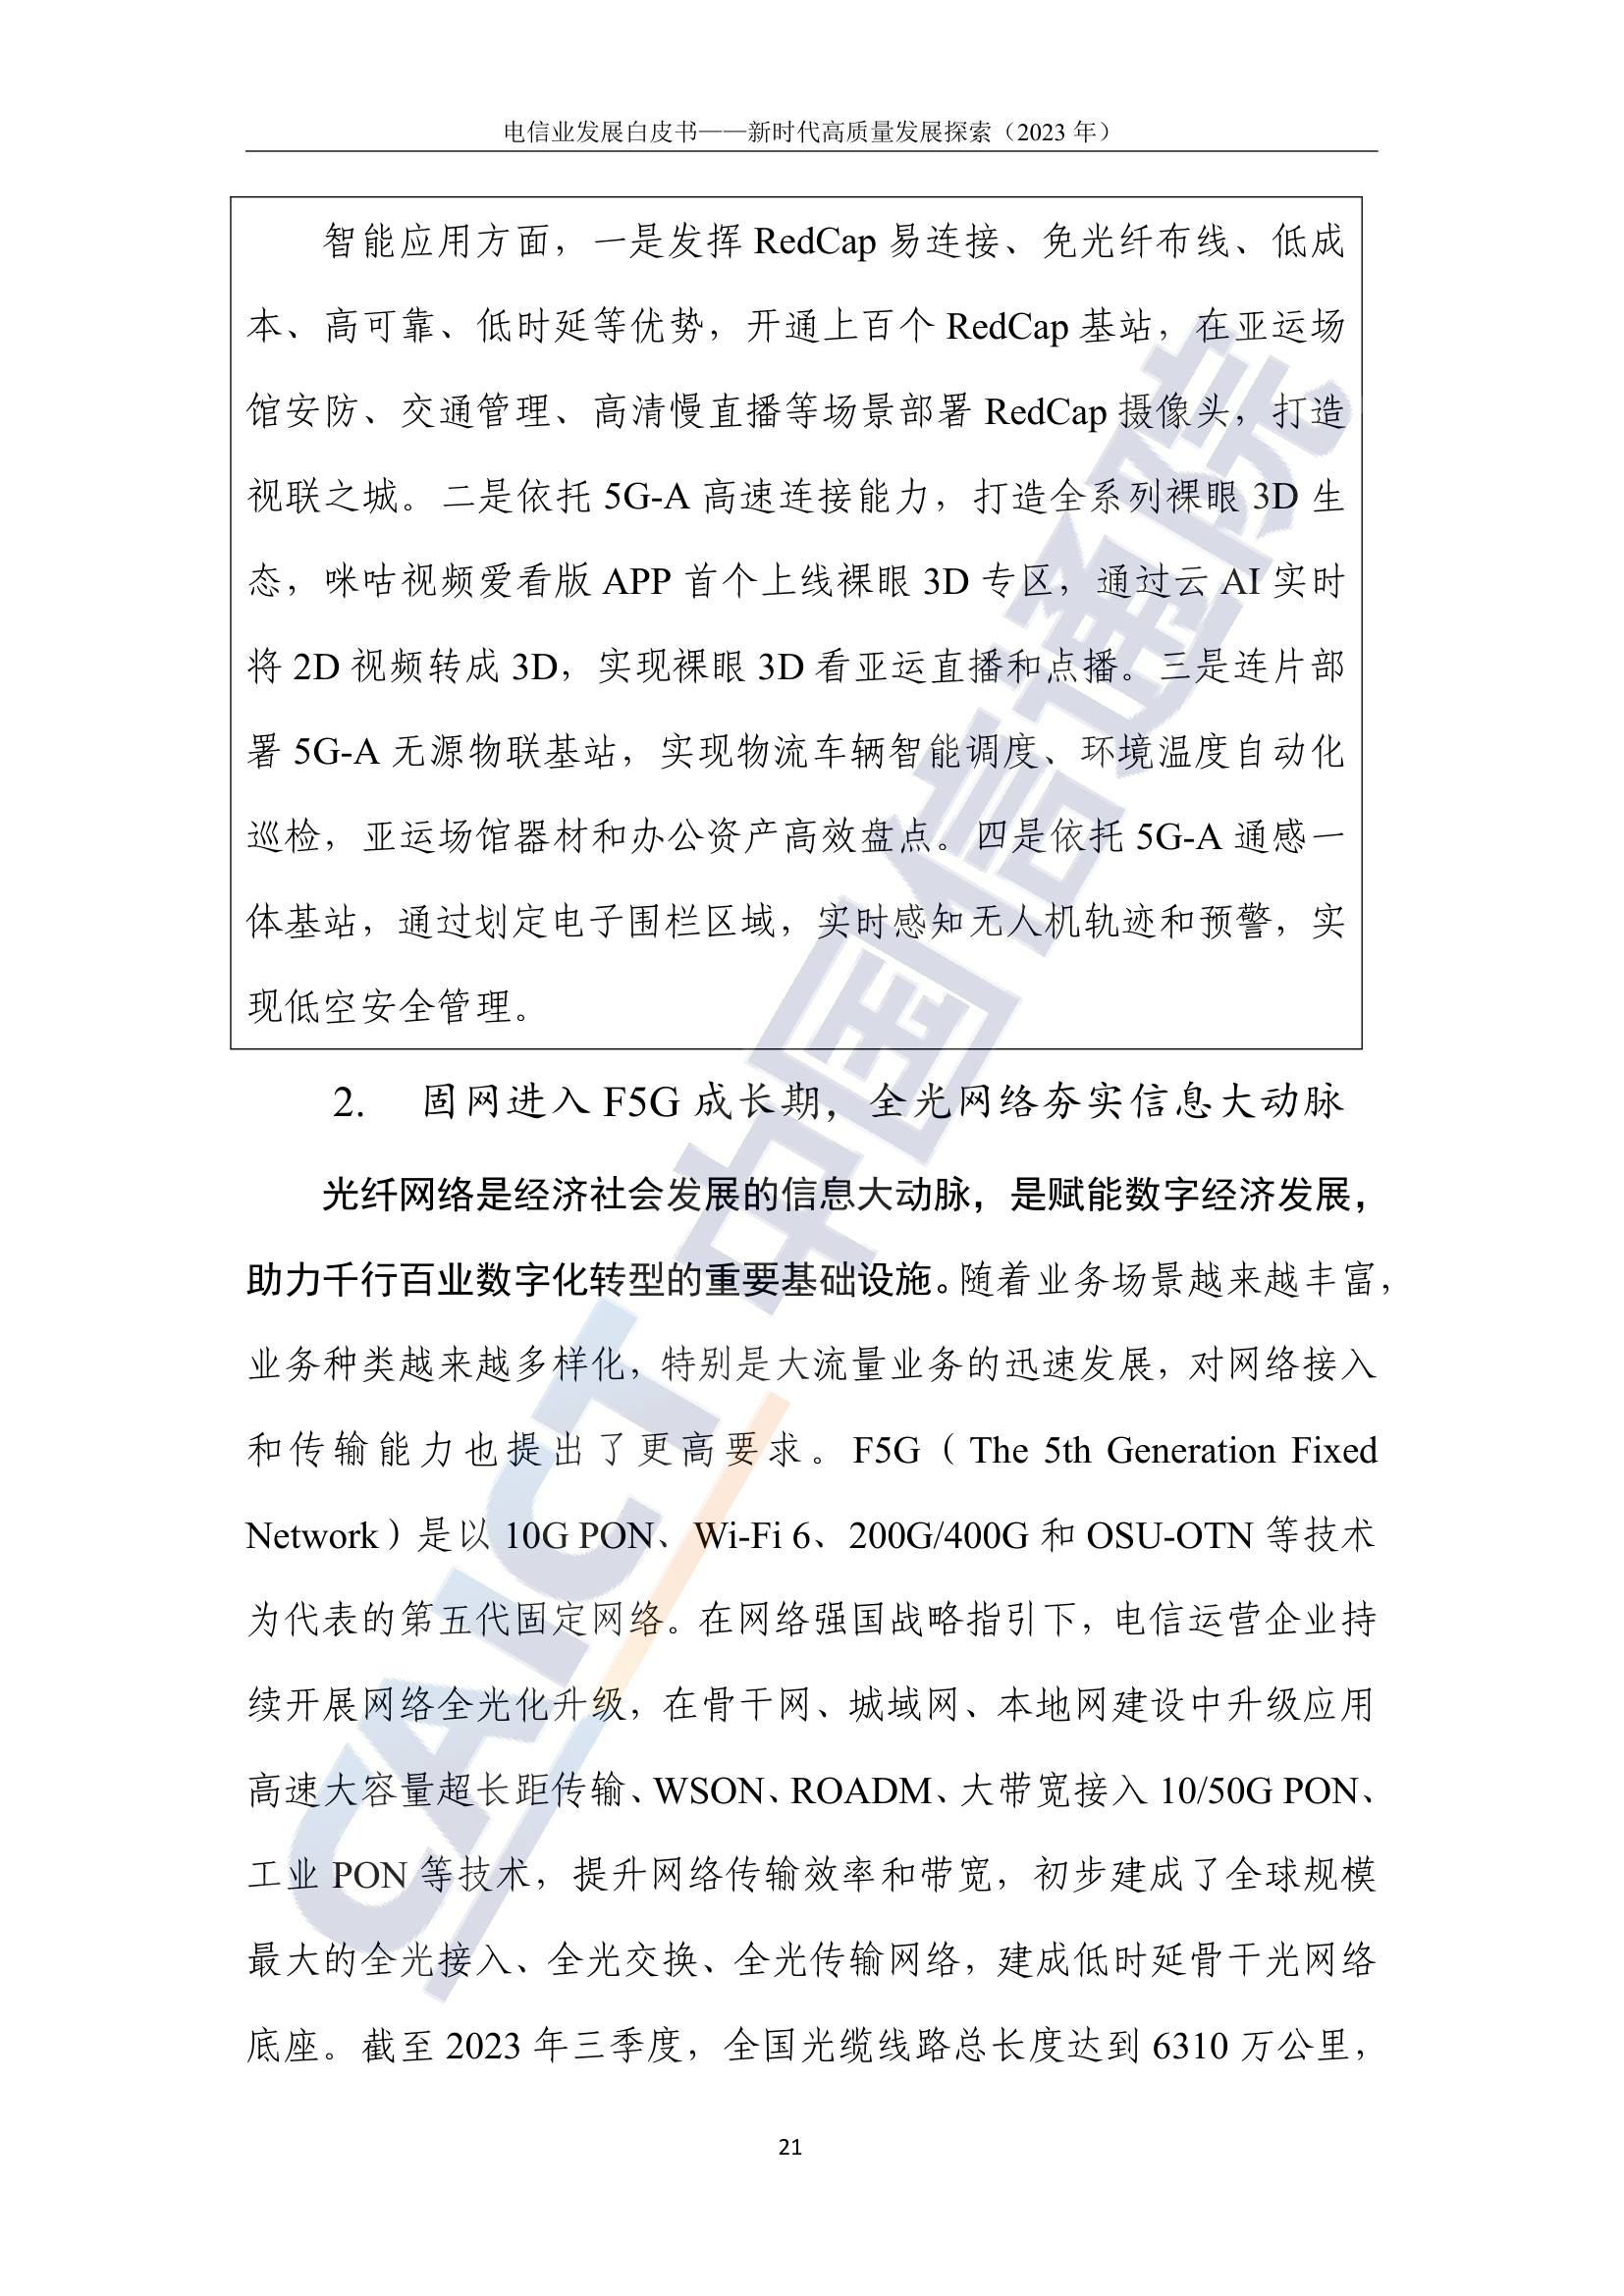 电信业发展白皮书——新时代高质量发展探索（2023 年）
智能应用方面，一是发挥 RedCap 易连接、免光纤布线、低成
本、高可靠、低时延等优势，开通上百个 RedCap 基站，在亚运场
馆安防、交通管理、高清慢直播等场景部署 RedCap 摄像头，打造
视联之城。二是依托 5G-A 高速连接能力，打造全系列裸眼 3D 生
态，咪咕视频爱看版 APP 首个上线裸眼 3D 专区，通过云 AI 实时
将 2D 视频转成 3D，实现裸眼 3D 看亚运直播和点播。三是连片部
署 5G-A 无源物联基站，实现物流车辆智能调度、环境温度自动化
巡检，亚运场馆器材和办公资产高效盘点。四是依托 5G-A 通感一
体基站，通过划定电子围栏区域，实时感知无人机轨迹和预警，实
现低空安全管理。
2. 固网进入 F5G 成长期，全光网络夯实信息大动脉
光纤网络是经济社会发展的信息大动脉，是赋能数字经济发展，
助力千行百业数字化转型的重要基础设施。随着业务场景越来越丰富，
业务种类越来越多样化，特别是大流量业务的迅速发展，对网络接入
和传输能力也提出了更高要求。F5G（The 5th Generation Fixed
Network）是以 10G PON、Wi-Fi 6、200G/400G 和 OSU-OTN 等技术
为代表的第五代固定网络。在网络强国战略指引下，电信运营企业持
续开展网络全光化升级，在骨干网、城域网、本地网建设中升级应用
高速大容量超长距传输、WSON、ROADM、大带宽接入 10/50G PON、
工业 PON 等技术，提升网络传输效率和带宽，初步建成了全球规模
最大的全光接入、全光交换、全光传输网络，建成低时延骨干光网络
底座。截至 2023 年三季度，全国光缆线路总长度达到 6310 万公里，
21
CAICT 中国信通院